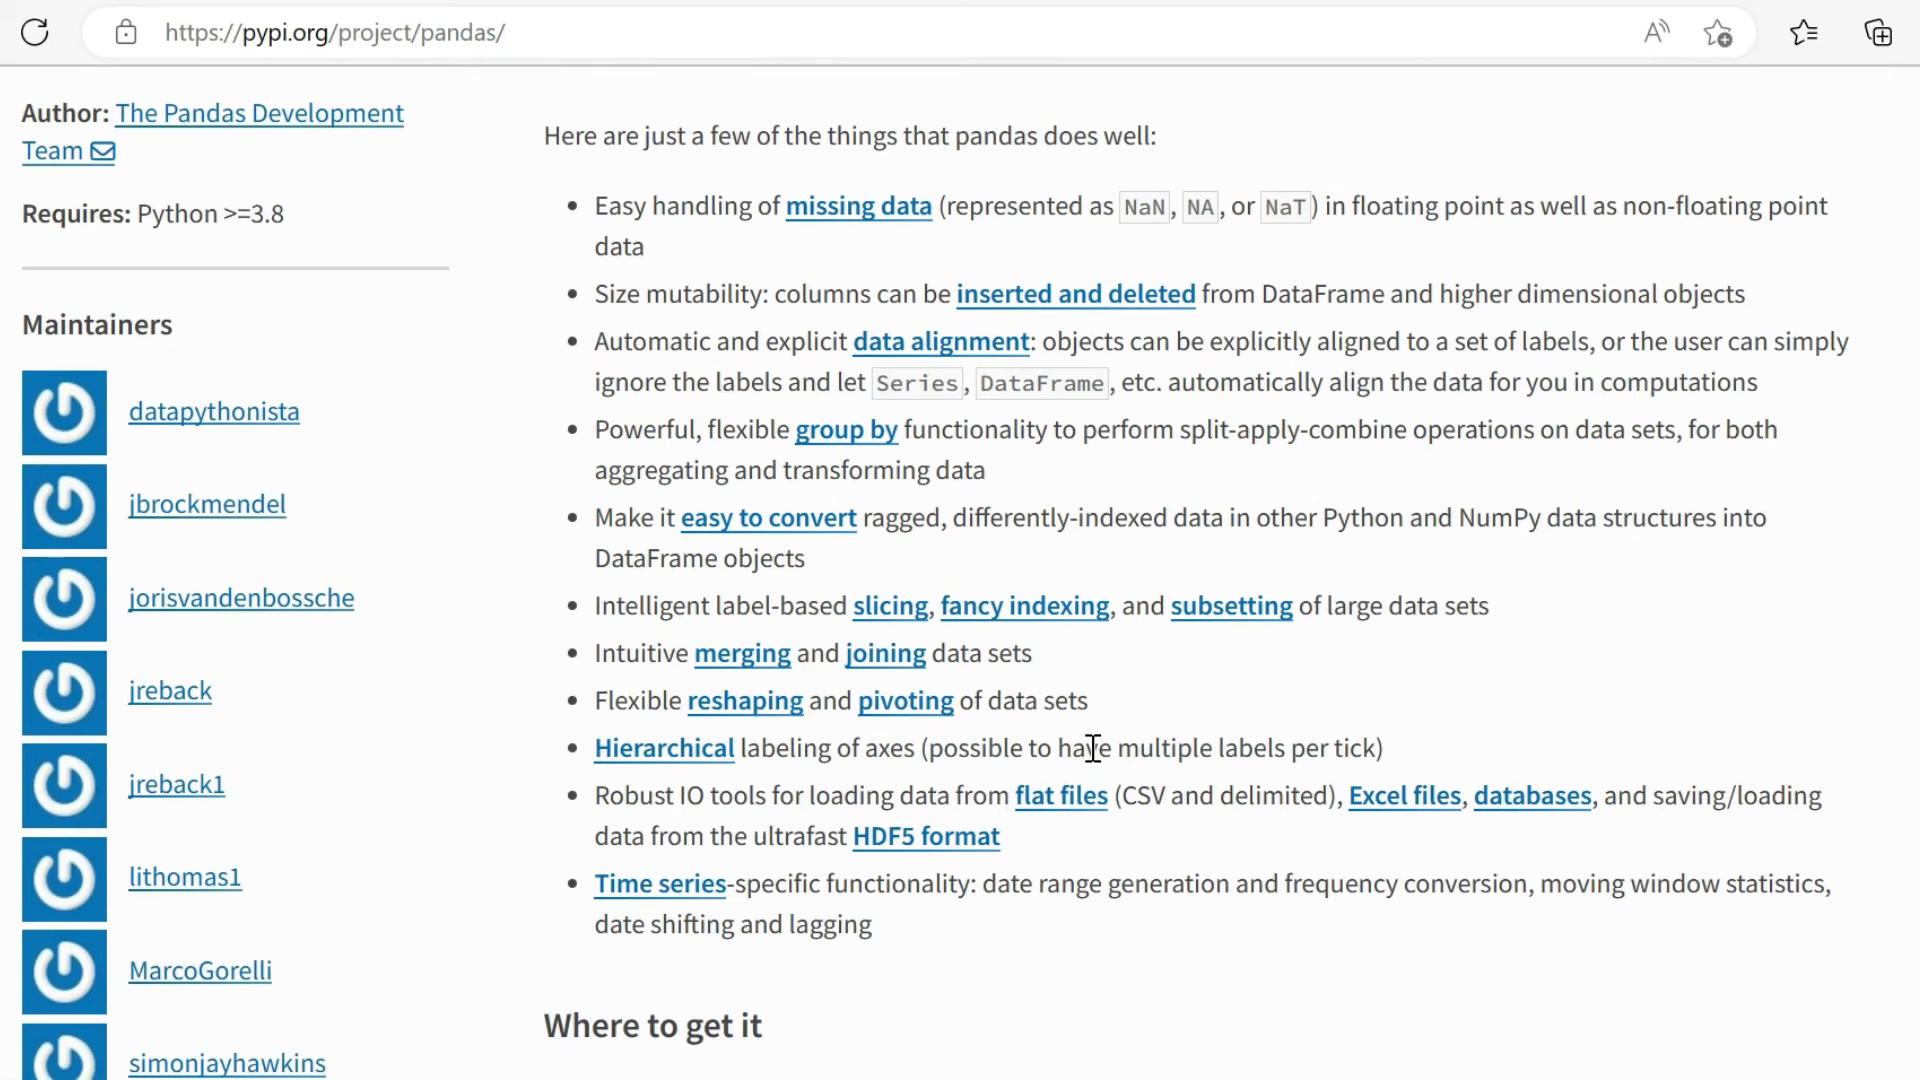 https://pypi.org/project/pandas/
Author: The Pandas Development
Team
Requires: Python >=3.8
Maintainers
datapythonista
jbrockmendel
jorisvandenbossche
jreback
jreback1
lithomas1
MarcoGorelli
simonjayhawkins
Here are just a few of the things that pandas does well:
• Easy handling of missing data (represented as NaN, NA, or NaT) in floating point as well as non-floating point
data
• Size mutability: columns can be inserted and deleted from DataFrame and higher dimensional objects
• Automatic and explicit data alignment: objects can be explicitly aligned to a set of labels, or the user can simply
ignore the labels and let Series, DataFrame, etc. automatically align the data for you in computations
• Powerful, flexible group by functionality to perform split-apply-combine operations on data sets, for both
aggregating and transforming data
• Make it easy to convert ragged, differently-indexed data in other Python and NumPy data structures into
DataFrame objects
• Intelligent label-based slicing, fancy indexing, and subsetting of large data sets
• Intuitive merging and joining data sets
• Flexible reshaping and pivoting of data sets
• Hierarchical labeling of axes (possible to have multiple labels per tick)
• Robust IO tools for loading data from flat files (CSV and delimited), Excel files, databases, and saving/loading
data from the ultrafast HDF5 format
• Time series-specific functionality: date range generation and frequency conversion, moving window statistics,
date shifting and lagging
Where to get it